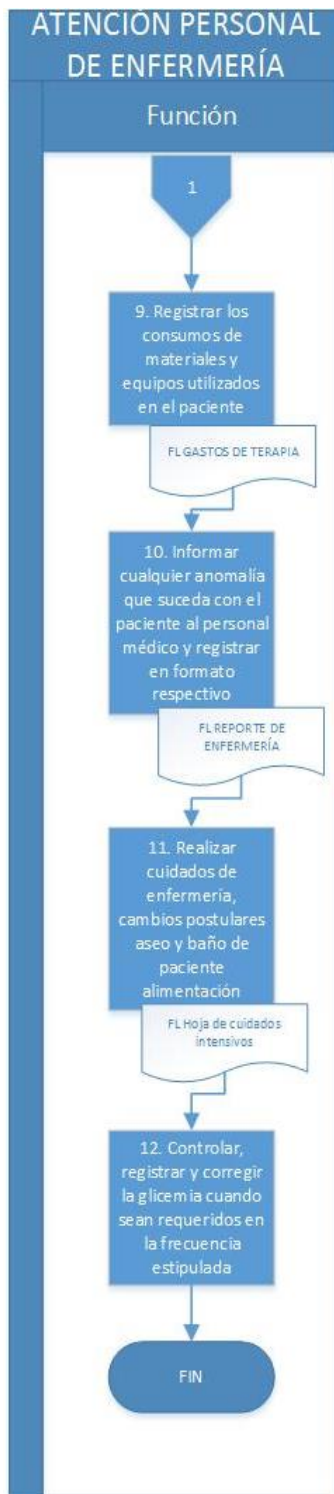 ATENCIÓN PERSONAL
DE ENFERMERÍA
Función
1
9. Registrar los
consumos de
materiales y
equipos utilizados
en el paciente
FL GASTOS DE TERAPIA
10. Informar
cualquier anomalía
que suceda con el
paciente al personal
médico y registrar
en formato
respectivo
FL REPORTE DE
ENFERMERÍA
11. Realizar
cuidados de
enfermería,
cambios postulares
aseo y baño de
paciente
alimentación
FL Hoja de cuidados
intensivos
12. Controlar,
registrar y corregir
la glicemia cuando
sean requeridos en
la frecuencia
estipulada
FIN